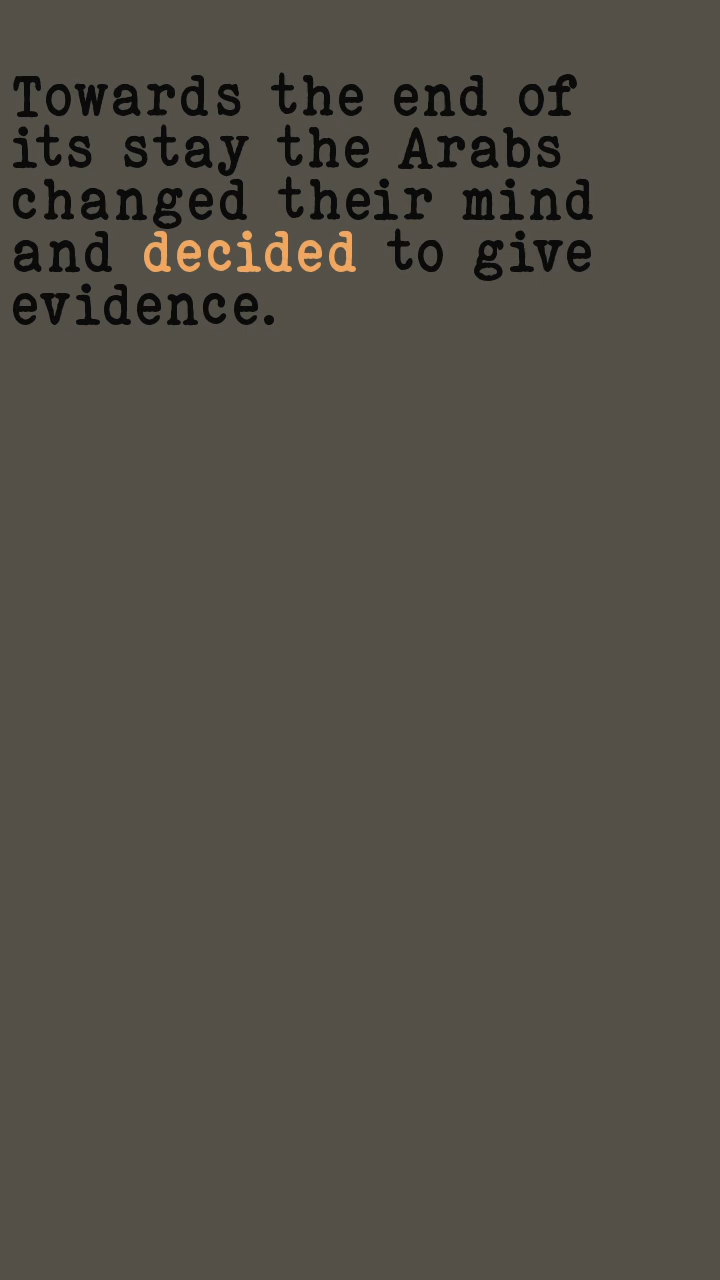 Towards the end of
its stay the Arabs
changed their mind
and decided to give
evidence.